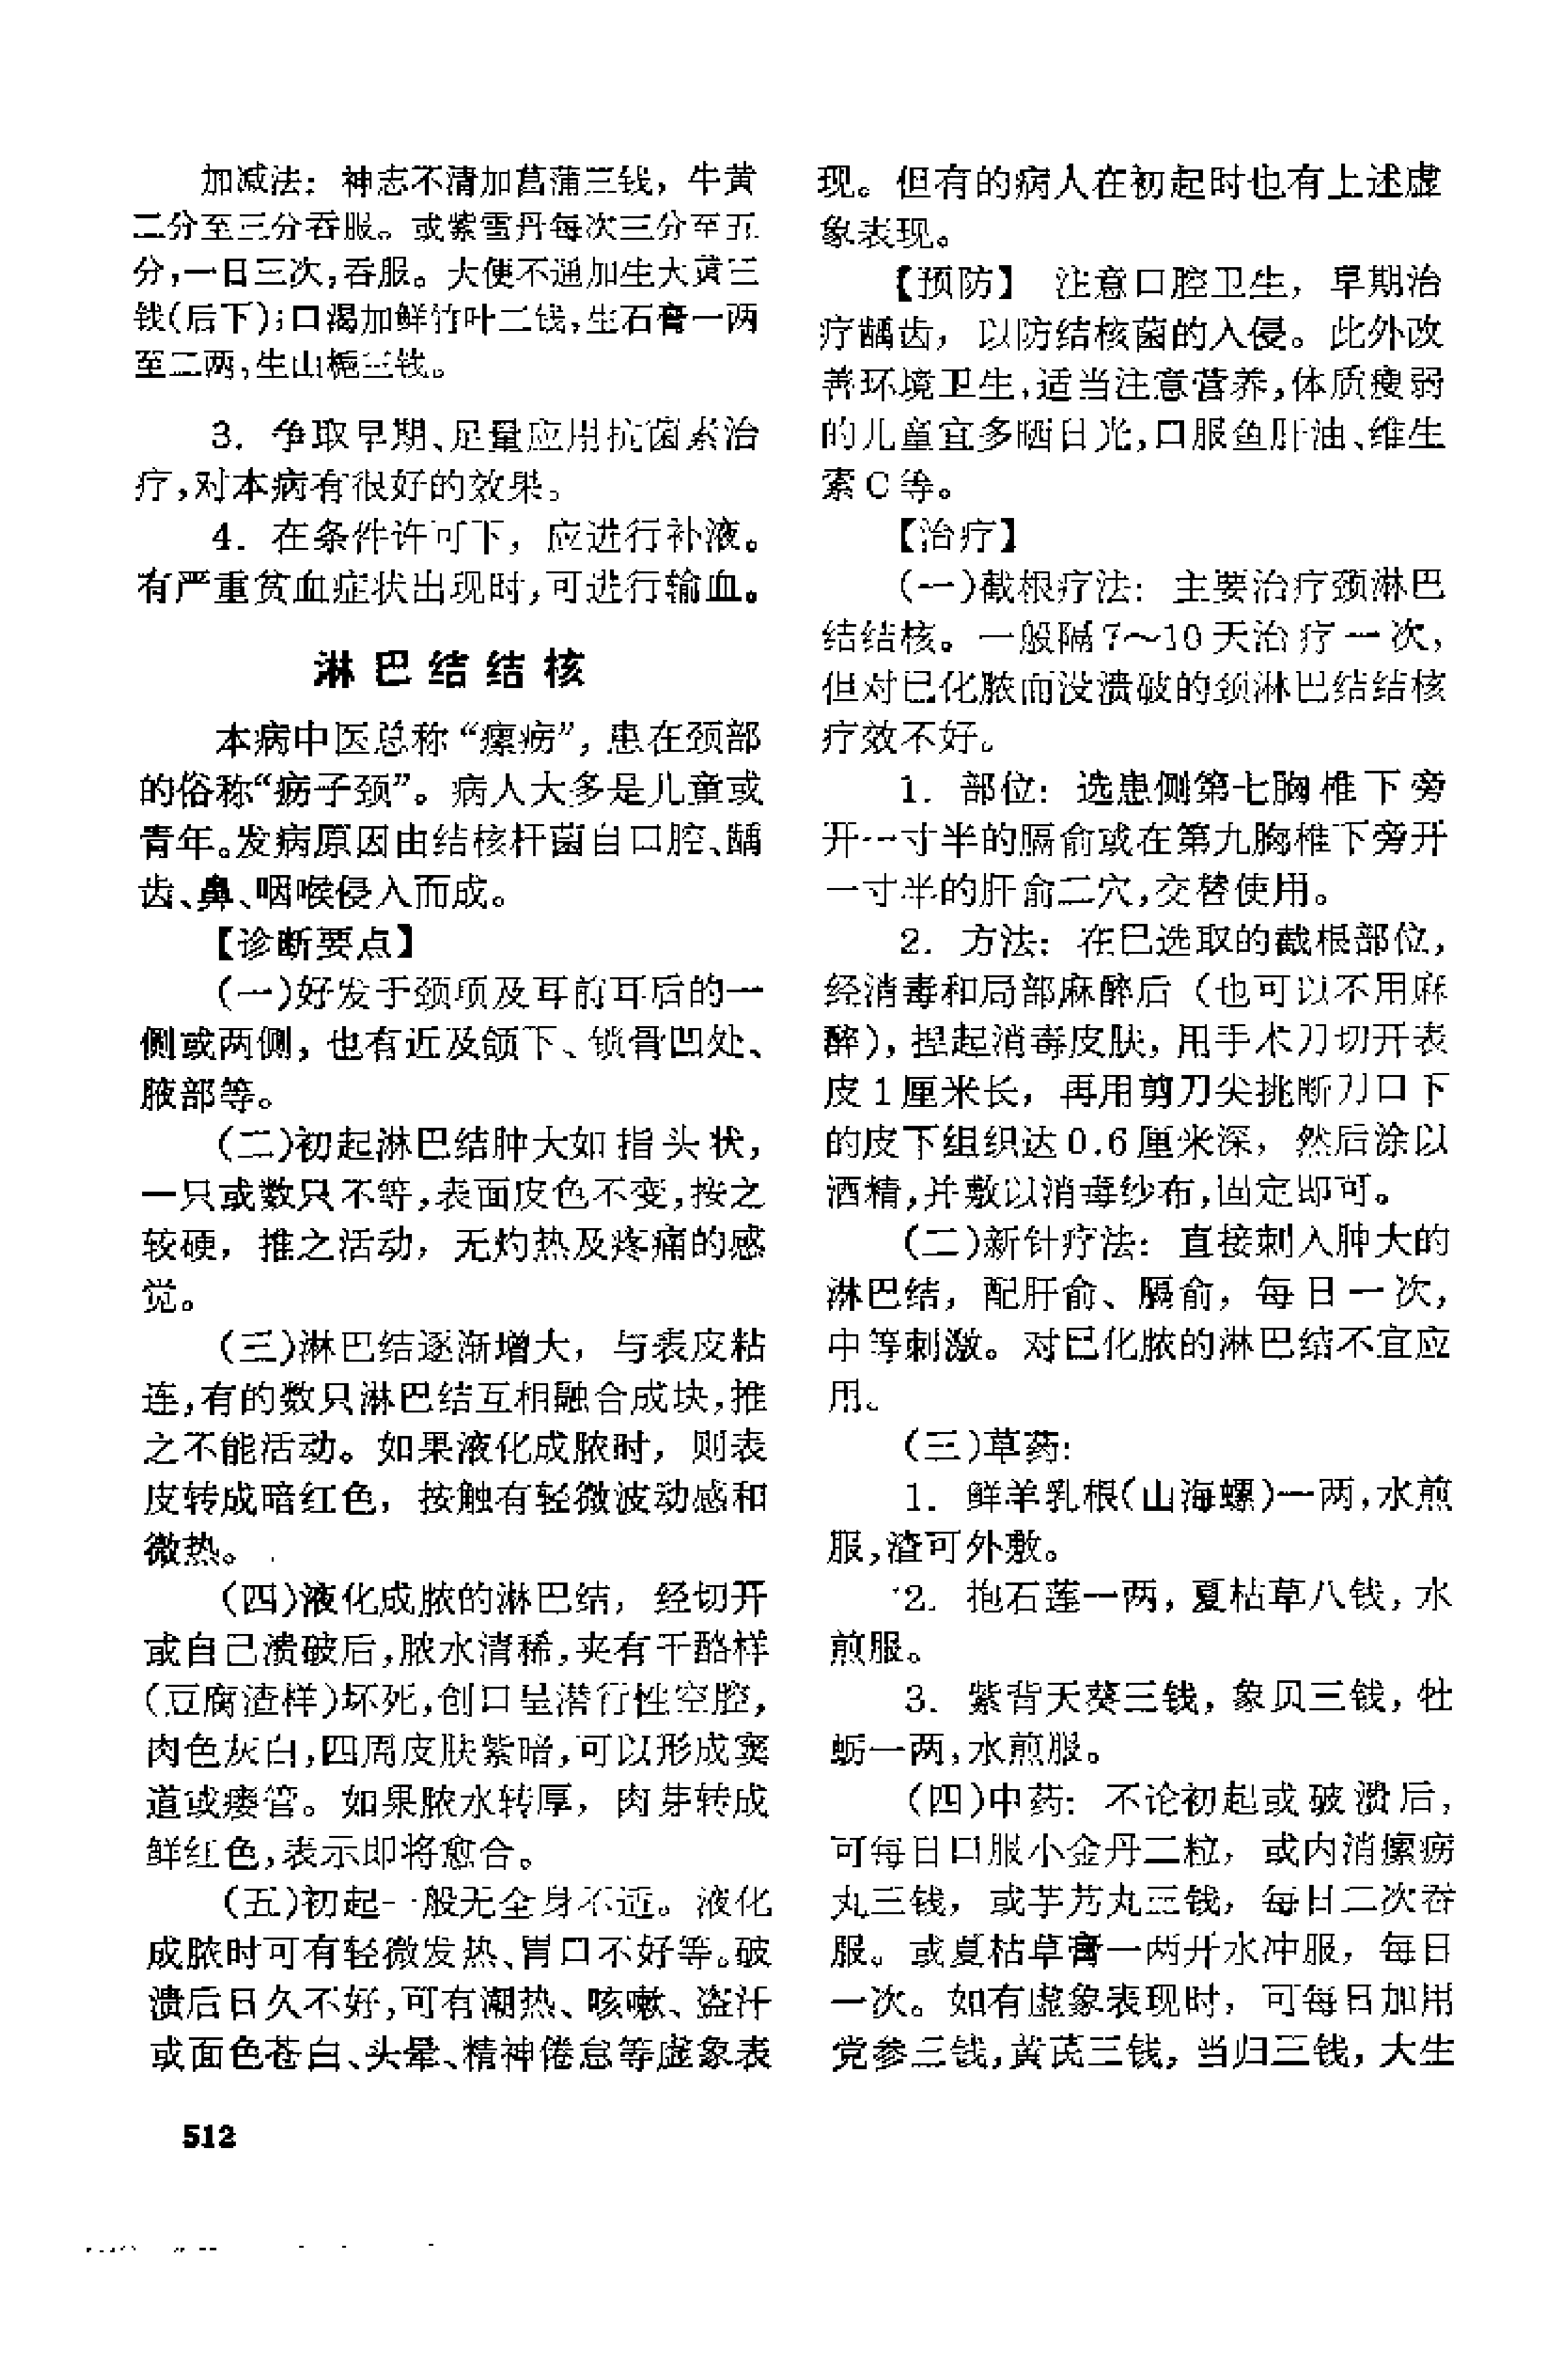 加减法：神志不清加菖蒲三钱，牛黄
二分至三分吞服。或紫雪丹每次三分至五
分，一日三次，吞服。大便不通加生大黄三
钱（后下）；口渴加鲜竹叶二钱，生石膏一两
至二两，生山栀三钱。
3．争取早期、足量应用抗菌素治
疗，对本病有很好的效果。
4．在条件许可下，应进行补液。
有严重贫血症状出现时，可进行输血。
淋巴结结核
本病中医总称“瘰疬”，患在颈部
的俗称“疬子颈”。病人大多是儿童或
青年。发病原因由结核杆菌自口腔、龋
齿、鼻、咽喉侵入而成。
【诊断要点】
（一）好发于颈项及耳前耳后的一
侧或两侧，也有近及颌下、锁骨凹处、
腋部等。
（二）初起淋巴结肿大如指头状，
一只或数只不等，表面皮色不变，按之
较硬，推之活动，无灼热及疼痛的感
觉。
（三）淋巴结逐渐增大，与表皮粘
连，有的数只淋巴结互相融合成块，推
之不能活动。如果液化成脓时，则表
皮转成暗红色，按触有轻微波动感和
微热。
（四）液化成脓的淋巴结，经切开
或自己溃破后，脓水清稀，夹有干酪样
（豆腐渣样）坏死，创口呈潜行性空腔，
肉色灰白，四周皮肤紫暗，可以形成窦
道或瘘管。如果脓水转厚，肉芽转成
鲜红色，表示即将愈合。
（五）初起一般无全身不适。液化
成脓时可有轻微发热、胃口不好等。破
溃后日久不好，可有潮热、咳嗽、盗汗
或面色苍白、头晕、精神倦怠等虚象表
现。但有的病人在初起时也有上述虚
象表现。
【预防】 注意口腔卫生，早期治
疗龋齿，以防结核菌的入侵。此外改
善环境卫生，适当注意营养，体质瘦弱
的儿童宜多晒日光，口服鱼肝油、维生
素C等。
【治疗】
（一）截根疗法：主要治疗颈淋巴
结结核。一般隔7～10天治疗一次，
但对已化脓而没溃破的颈淋巴结结核
疗效不好。
1．部位：选患侧第七胸椎下旁
开一寸半的膈俞或在第九胸椎下旁开
一寸半的肝俞二穴，交替使用。
2．方法：在已选取的截根部位，
经消毒和局部麻醉后（也可以不用麻
醉），捏起消毒皮肤，用手术刀切开表
皮1厘米长，再用剪刀尖挑断刀口下
的皮下组织达0.6厘米深，然后涂以
酒精，并敷以消毒纱布，固定即可。
（二）新针疗法：直接刺入肿大的
淋巴结，配肝俞、膈俞，每日一次，
中等刺激。对已化脓的淋巴结不宜应
用。
（三）草药：
1．鲜羊乳根（山海螺）一两，水煎
服，渣可外敷。
2．抱石莲一两，夏枯草八钱，水
煎服。
3．紫背天葵三钱，象贝三钱，牡
蛎一两，水煎服。
（四）中药：不论初起或破溃后，
可每日口服小金丹二粒，或内消瘰疬
丸三钱，或芋艿丸三钱，每日二次吞
服。或夏枯草膏一两开水冲服，每日
一次。如有虚象表现时，可每日加用
党参三钱，黄芪三钱，当归三钱，大生
512